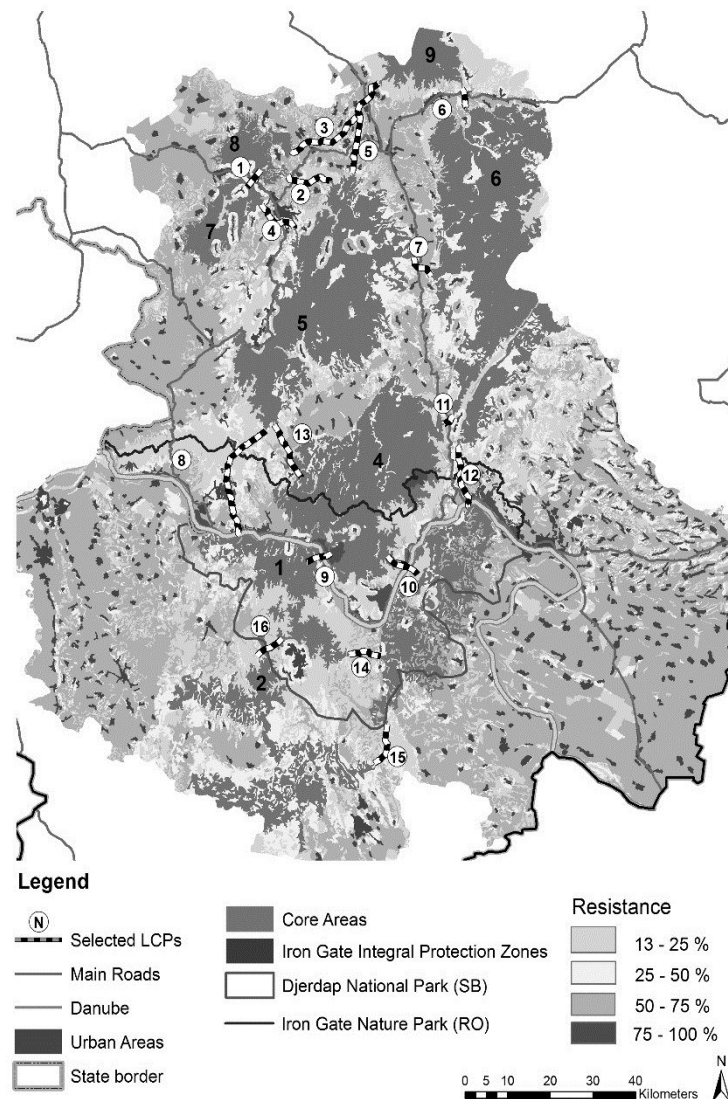 9
3
6
8
5
1
2
6
7
4
7
5
11
13
4
8
12
1
9
10
16
14
2
15
Legend
N
Selected LCPs
Main Roads
Danube
Urban Areas
State border
Core Areas
Iron Gate Integral Protection Zones
Djerdap National Park (SB)
Iron Gate Nature Park (RO)
Resistance
13 - 25 %
25 - 50 %
50 - 75 %
75 - 100 %
N
0 5 10 20 30 40
Kilometers